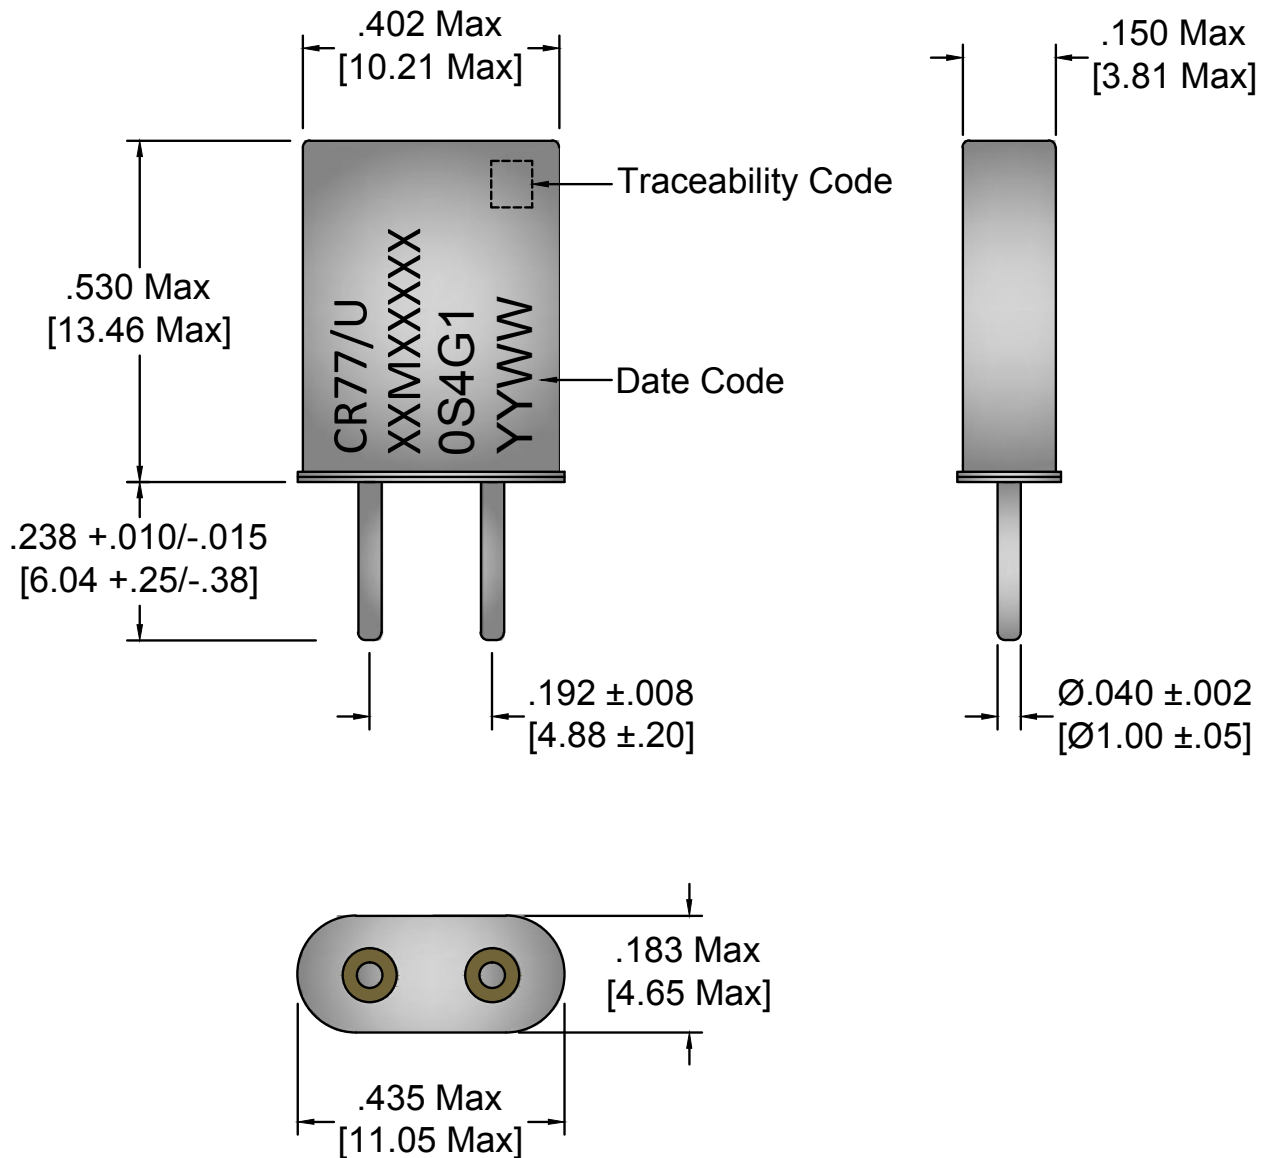 .402 Max
[10.21 Max]
.150 Max
[3.81 Max]
Traceability Code
.530 Max
[13.46 Max]
CR77/U
XXMXXXXX
0S4G1
YYWW
Date Code
.238 +.010/-.015
[6.04 +.25/-.38]
.192 ±.008
[4.88 ±.20]
Ø.040 ±.002
[Ø1.00 ±.05]
.183 Max
[4.65 Max]
.435 Max
[11.05 Max]